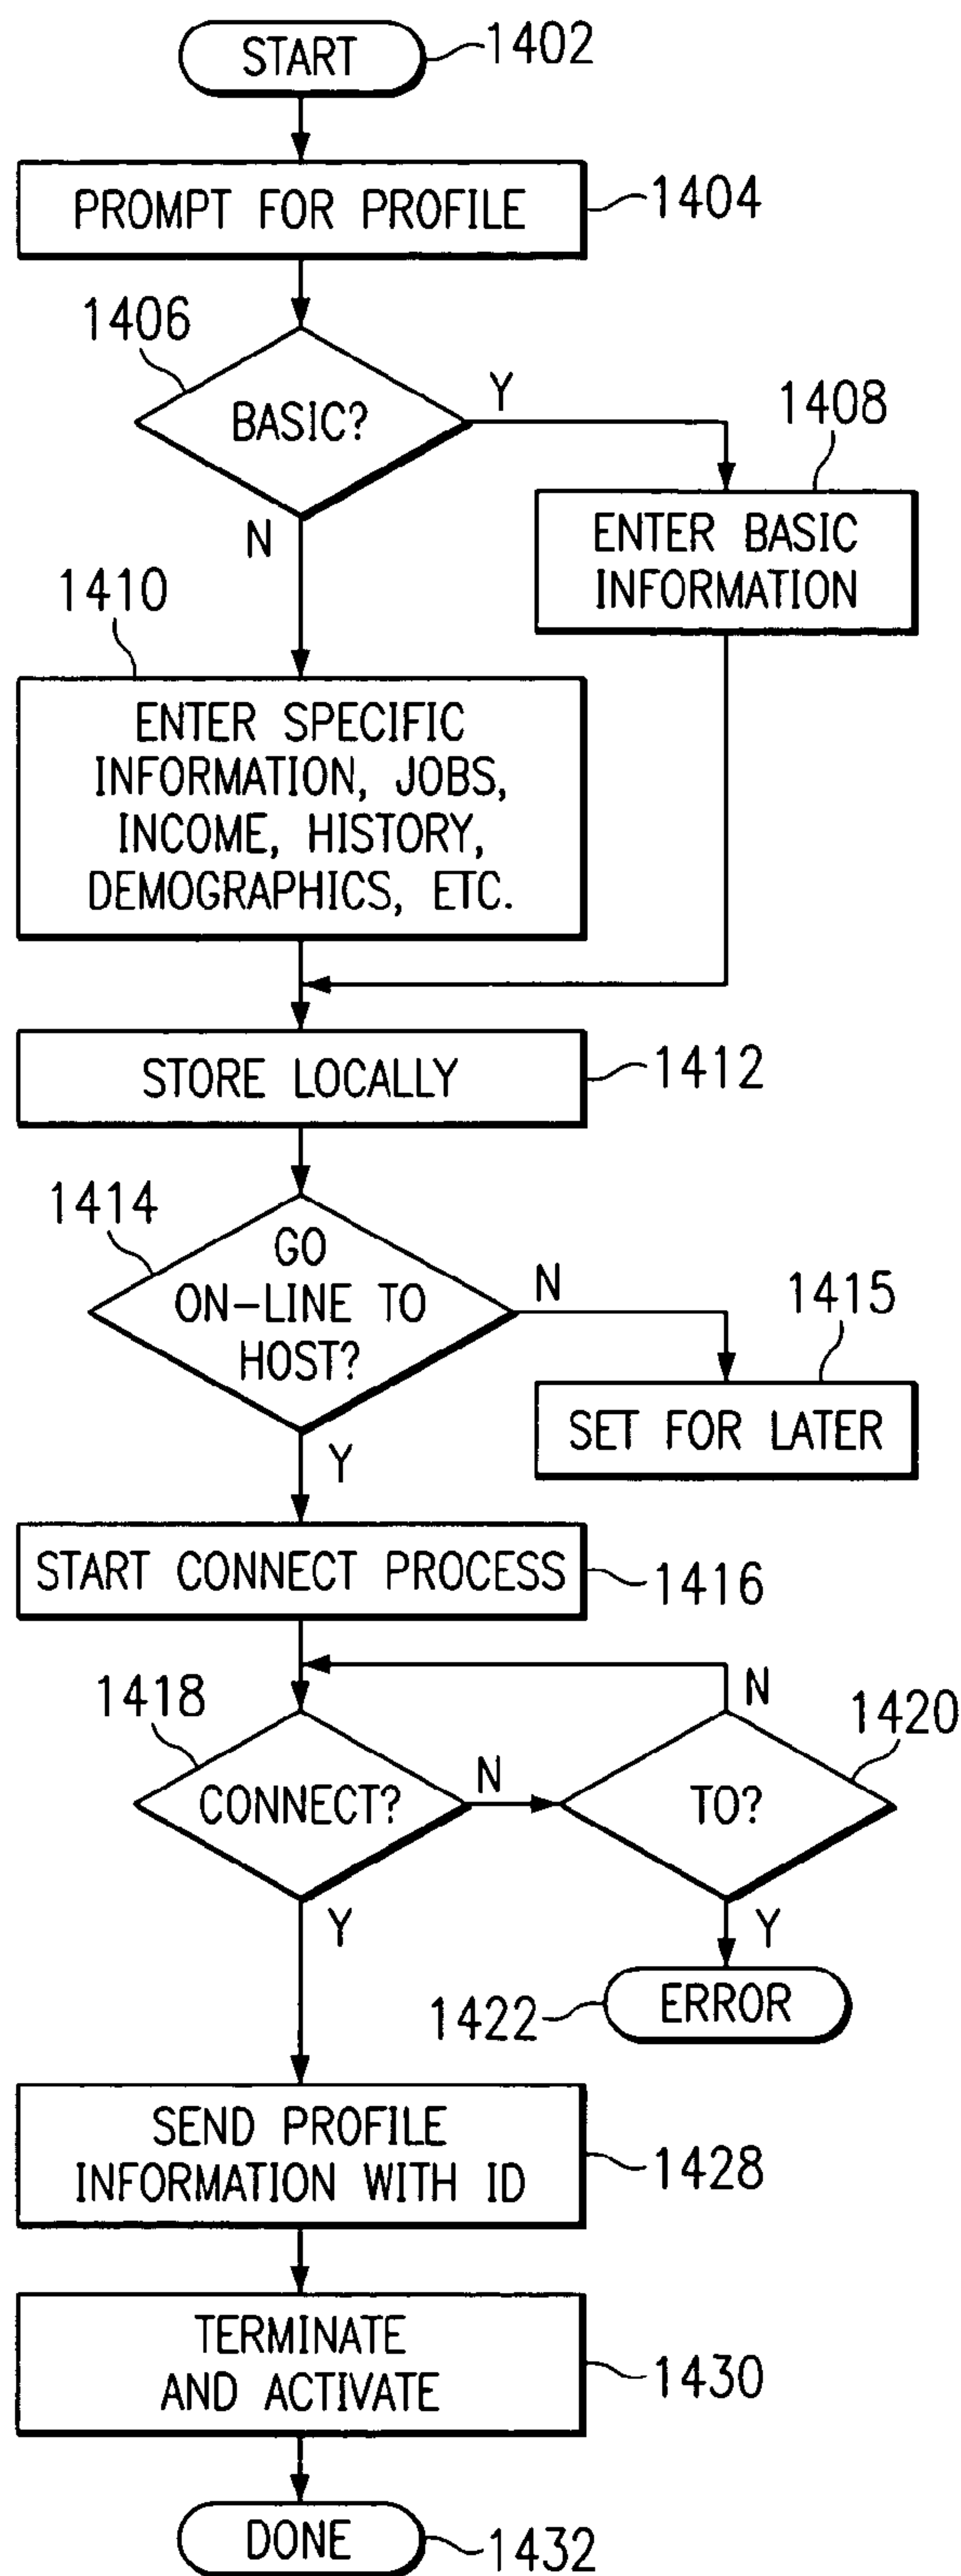 START
1402
PROMPT FOR PROFILE
1404
1406
BASIC?
Y
N
1408
ENTER BASIC
INFORMATION
1410
ENTER SPECIFIC
INFORMATION, JOBS,
INCOME, HISTORY,
DEMOGRAPHICS, ETC.
STORE LOCALLY
1412
1414
GO
ON-LINE TO
HOST?
N
Y
1415
SET FOR LATER
START CONNECT PROCESS
1416
1418
CONNECT?
N
Y
1420
TO?
N
Y
1422
ERROR
SEND PROFILE
INFORMATION WITH ID
1428
TERMINATE
AND ACTIVATE
1430
DONE
1432